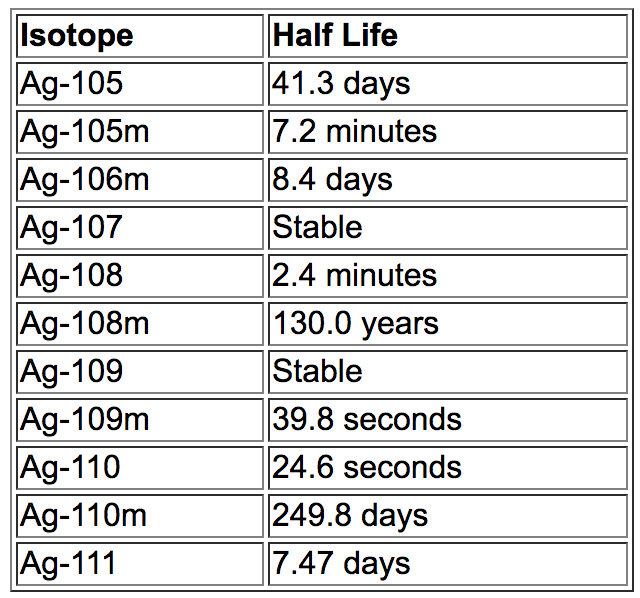 Isotope Half Life
Ag-105 41.3 days
Ag-105m 7.2 minutes
Ag-106m 8.4 days
Ag-107 Stable
Ag-108 2.4 minutes
Ag-108m 130.0 years
Ag-109 Stable
Ag-109m 39.8 seconds
Ag-110 24.6 seconds
Ag-110m 249.8 days
Ag-111 7.47 days